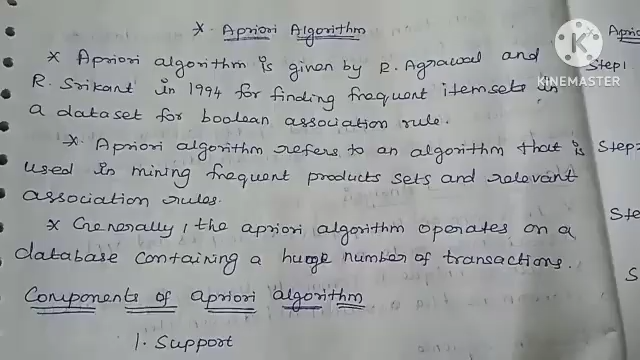 * Apriori Algorithm
* Apriori algorithm is given by R. Agrawal and
R. Srikant in 1994 for finding frequent itemsets in
a dataset for boolean association rule.
* Apriori algorithm refers to an algorithm that is
used in mining frequent products sets and relevant
association rules.
* Generally, the apriori algorithm operates on a
database containing a huge number of transactions.
Components of apriori algorithm
1. Support
KINEMASTER
Step1
Step2